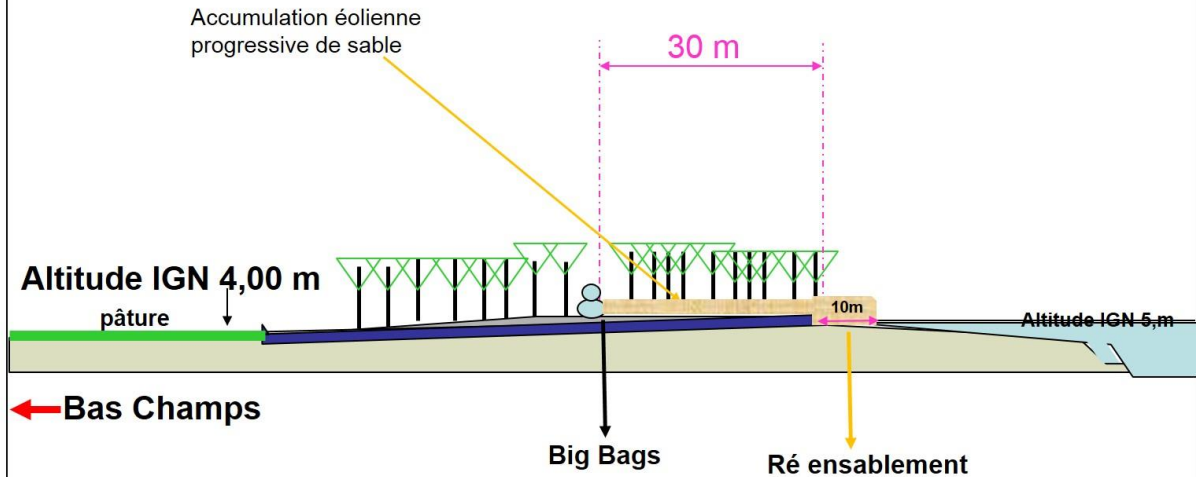 Accumulation éolienne
progressive de sable
30 m
Altitude IGN 4,00 m
pâture
10m
Altitude IGN 5,m
Bas Champs
Big Bags
Ré ensablement